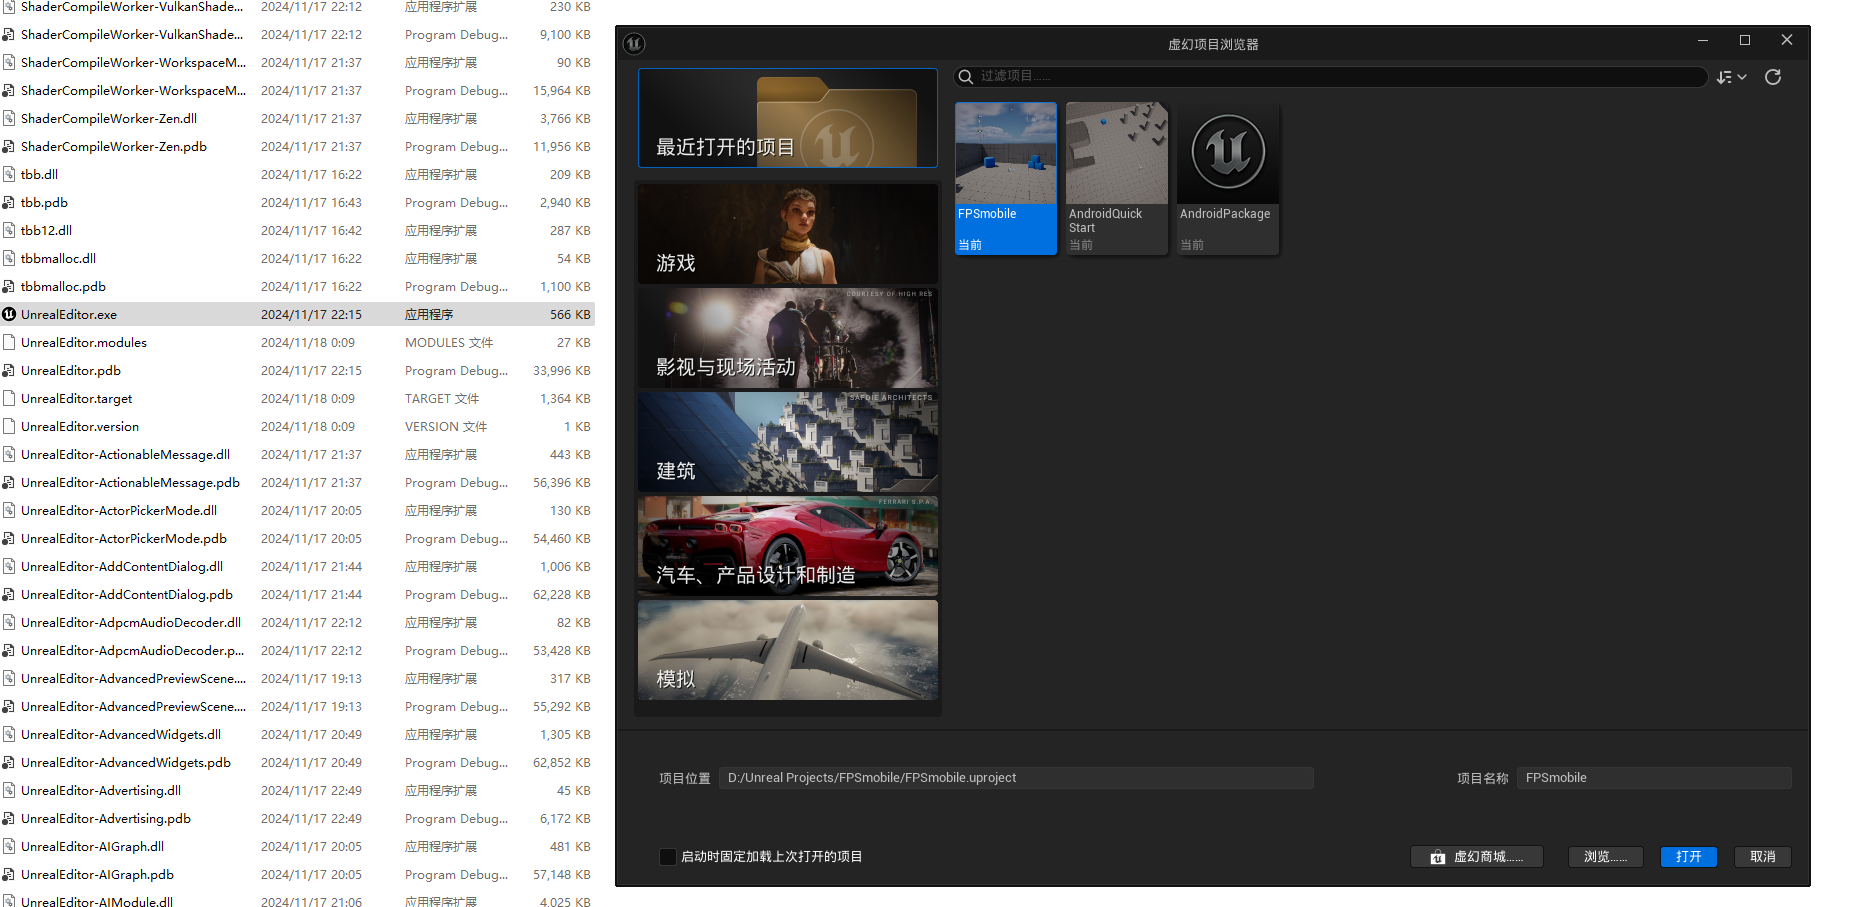 ShaderCompileWorker-VulkanShade... 2024/11/17 22:12 应用程序扩展 230 KB
ShaderCompileWorker-VulkanShade... 2024/11/17 22:12 Program Debug... 9,100 KB
ShaderCompileWorker-WorkspaceM... 2024/11/17 21:37 应用程序扩展 90 KB
ShaderCompileWorker-WorkspaceM... 2024/11/17 21:37 Program Debug... 15,964 KB
ShaderCompileWorker-Zen.dll 2024/11/17 21:37 应用程序扩展 3,766 KB
ShaderCompileWorker-Zen.pdb 2024/11/17 21:37 Program Debug... 11,956 KB
tbb.dll 2024/11/17 16:22 应用程序扩展 209 KB
tbb.pdb 2024/11/17 16:43 Program Debug... 2,940 KB
tbb12.dll 2024/11/17 16:42 应用程序扩展 287 KB
tbbmalloc.dll 2024/11/17 16:22 应用程序扩展 54 KB
tbbmalloc.pdb 2024/11/17 16:22 Program Debug... 1,100 KB
UnrealEditor.exe 2024/11/17 22:15 应用程序 566 KB
UnrealEditor.modules 2024/11/18 0:09 MODULES 文件 27 KB
UnrealEditor.pdb 2024/11/17 22:15 Program Debug... 33,996 KB
UnrealEditor.target 2024/11/18 0:09 TARGET 文件 1,364 KB
UnrealEditor.version 2024/11/18 0:09 VERSION 文件 1 KB
UnrealEditor-ActionableMessage.dll 2024/11/17 21:37 应用程序扩展 443 KB
UnrealEditor-ActionableMessage.pdb 2024/11/17 21:37 Program Debug... 56,396 KB
UnrealEditor-ActorPickerMode.dll 2024/11/17 20:05 应用程序扩展 130 KB
UnrealEditor-ActorPickerMode.pdb 2024/11/17 20:05 Program Debug... 54,460 KB
UnrealEditor-AddContentDialog.dll 2024/11/17 21:44 应用程序扩展 1,006 KB
UnrealEditor-AddContentDialog.pdb 2024/11/17 21:44 Program Debug... 62,228 KB
UnrealEditor-AdpcmAudioDecoder.dll 2024/11/17 22:12 应用程序扩展 82 KB
UnrealEditor-AdpcmAudioDecoder.p... 2024/11/17 22:12 Program Debug... 53,428 KB
UnrealEditor-AdvancedPreviewScene.... 2024/11/17 19:13 应用程序扩展 317 KB
UnrealEditor-AdvancedPreviewScene.... 2024/11/17 19:13 Program Debug... 55,292 KB
UnrealEditor-AdvancedWidgets.dll 2024/11/17 20:49 应用程序扩展 1,305 KB
UnrealEditor-AdvancedWidgets.pdb 2024/11/17 20:49 Program Debug... 62,852 KB
UnrealEditor-Advertising.dll 2024/11/17 22:49 应用程序扩展 45 KB
UnrealEditor-Advertising.pdb 2024/11/17 22:49 Program Debug... 6,172 KB
UnrealEditor-AIGraph.dll 2024/11/17 20:05 应用程序扩展 481 KB
UnrealEditor-AIGraph.pdb 2024/11/17 20:05 Program Debug... 57,148 KB
UnrealEditor-AIModule.dll 2024/11/17 21:06 应用程序扩展 4,025 KB
虚幻项目浏览器
过滤项目......
最近打开的项目
游戏
COURTESY OF HIGH RES
影视与现场活动
SAFDIE ARCHITECTS
建筑
FERRARI S.P.A
汽车、产品设计和制造
模拟
FPSmobile
当前
AndroidQuick
Start
当前
AndroidPackage
当前
项目位置 D:/Unreal Projects/FPSmobile/FPSmobile.uproject
项目名称 FPSmobile
启动时固定加载上次打开的项目
虚幻商城......
浏览......
打开
取消